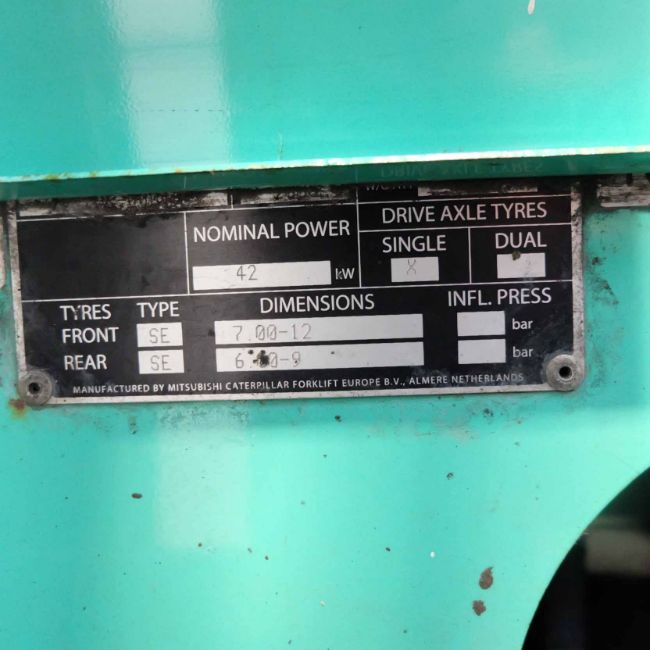 NOMINAL POWER
42 kW
DRIVE AXLE TYRES
SINGLE DUAL
X
TYRES TYPE DIMENSIONS INFL. PRESS
FRONT SE 7.00-12 bar
REAR SE bar
MANUFACTURED BY MITSUBISHI CATERPILLAR FORKLIFT EUROPE B.V., ALMERE NETHERLANDS